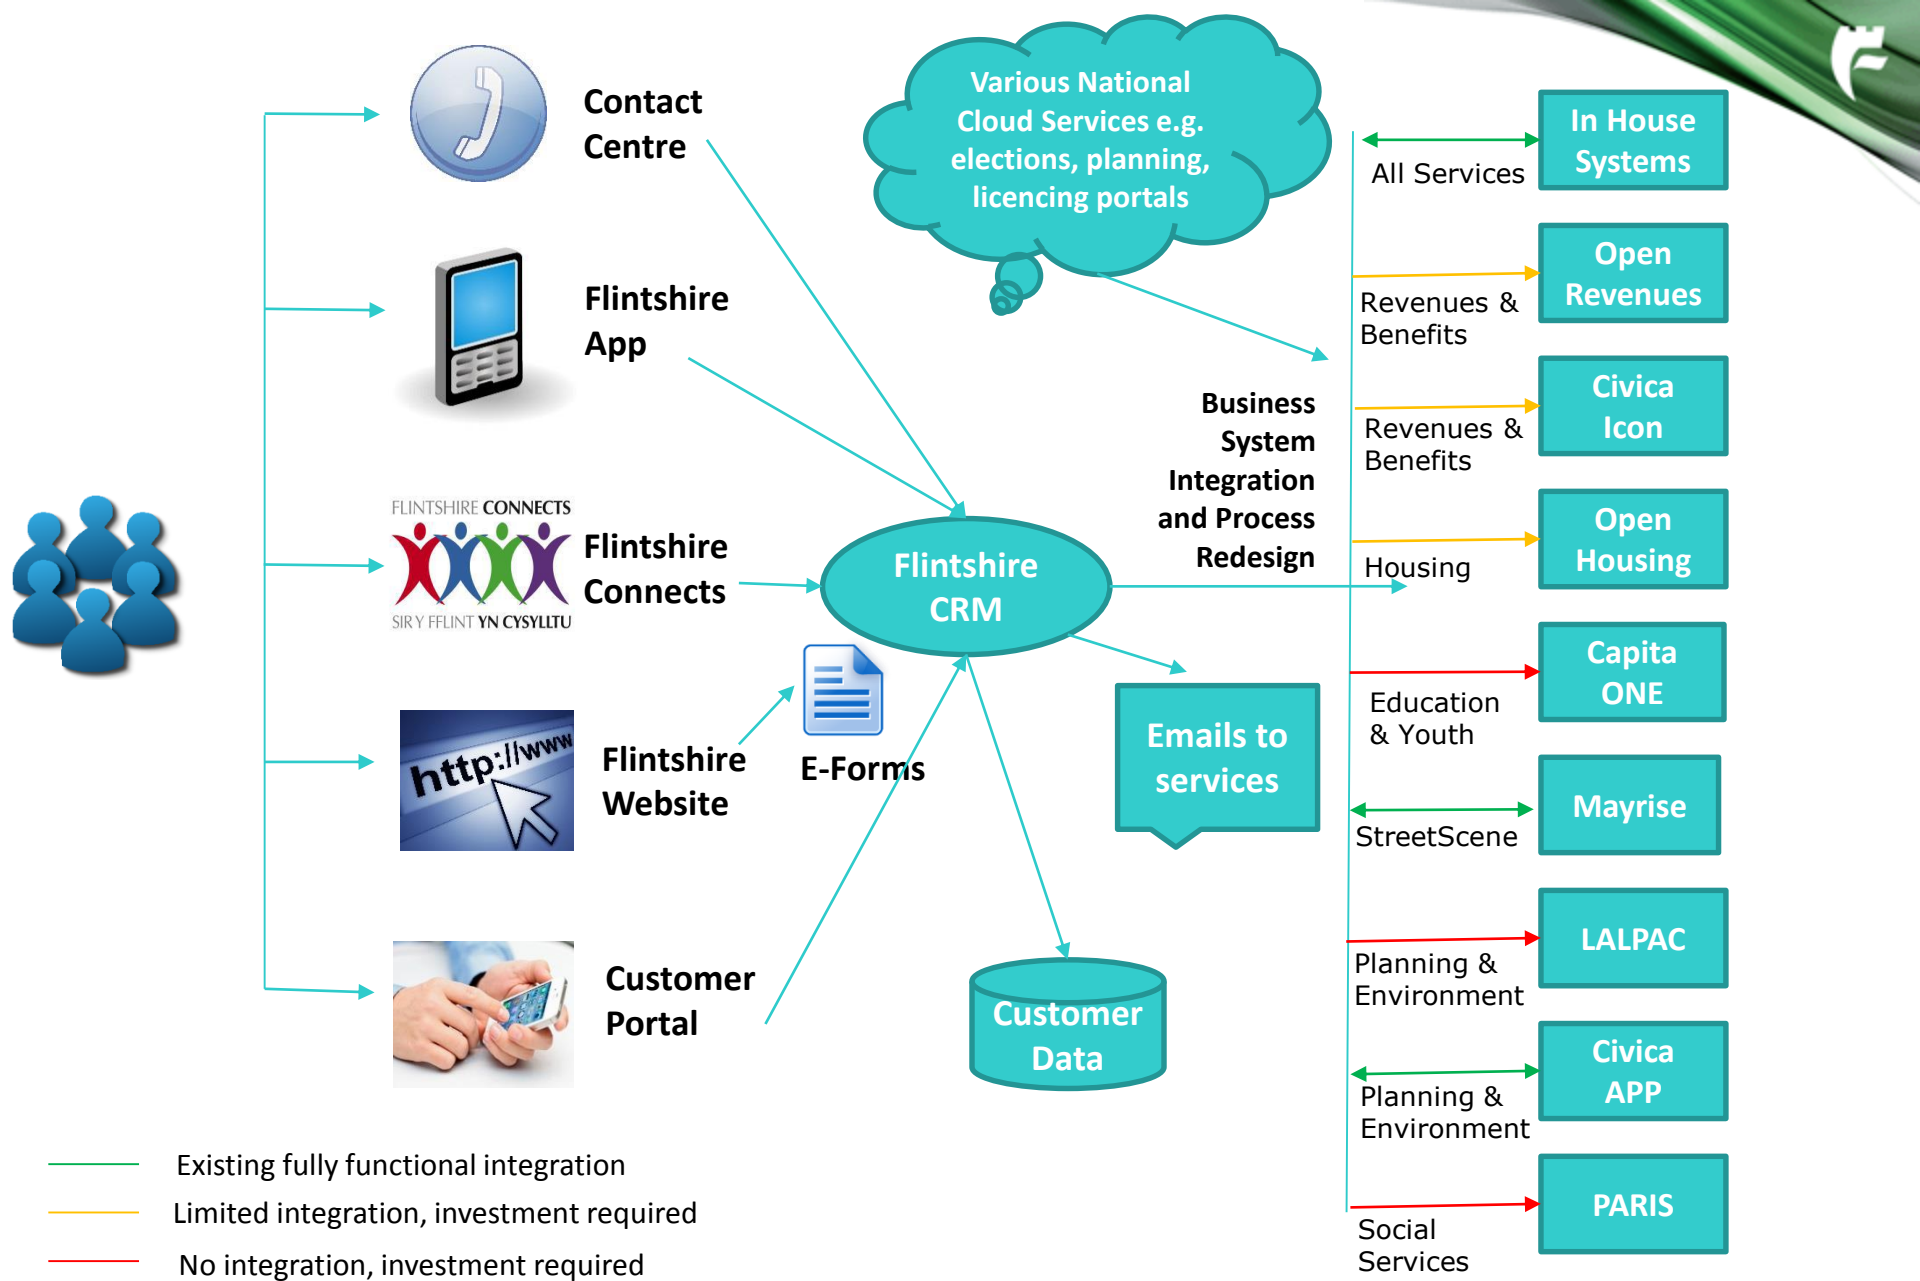 Contact
Centre
Flintshire
App
FLINTSHIRE CONNECTS
SIR Y FFLINT YN CYSYLLTU
Flintshire
Connects
http://www
Flintshire
Website
E-Forms
Customer
Portal
Various National
Cloud Services e.g.
elections, planning,
licencing portals
Flintshire
CRM
Business
System
Integration
and Process
Redesign
Emails to
services
Customer
Data
All Services
In House
Systems
Revenues &
Benefits
Open
Revenues
Revenues &
Benefits
Civica
Icon
Housing
Open
Housing
Education
& Youth
Capita
ONE
StreetScene
Mayrise
Planning &
Environment
LALPAC
Planning &
Environment
Civica
APP
Social
Services
PARIS
Existing fully functional integration
Limited integration, investment required
No integration, investment required